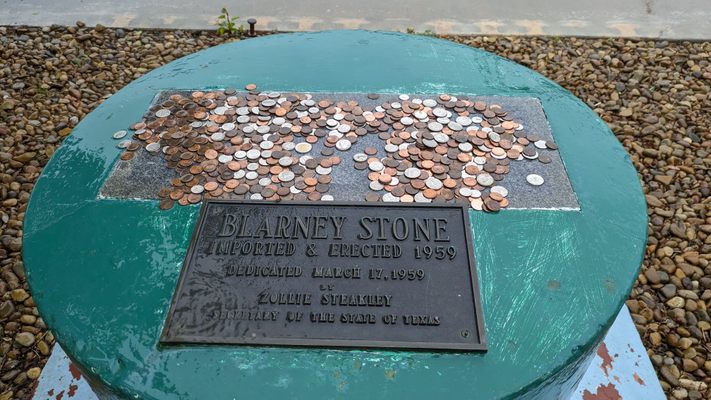 BLARNEY STONE
IMPORTED & ERECTED 1959
DEDICATED MARCH 17, 1959
BY
ZOLLIE STEAKLEY
SECRETARY OF THE STATE OF TEXAS